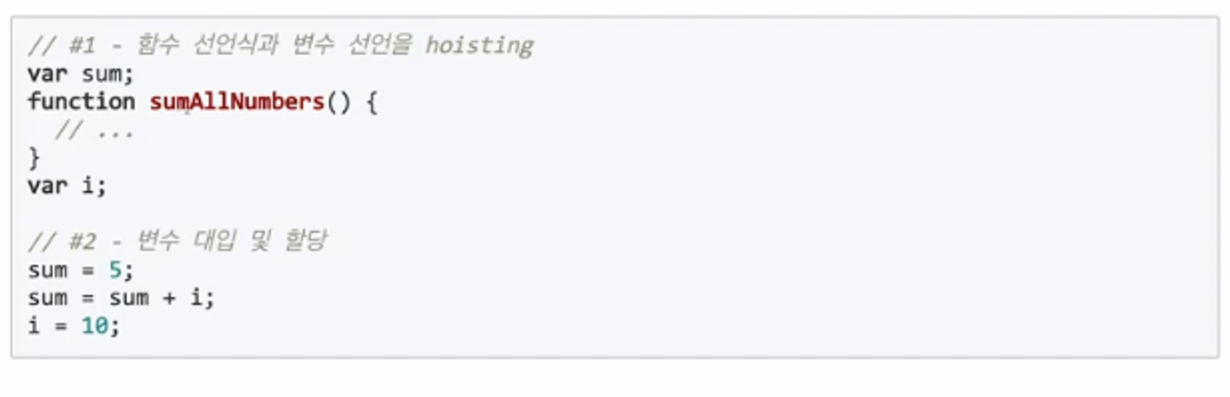 // #1 - 함수 선언식과 변수 선언을 hoisting
var sum;
function sumAllNumbers() {
  // ...
}
var i;

// #2 - 변수 대입 및 할당
sum = 5;
sum = sum + i;
i = 10;